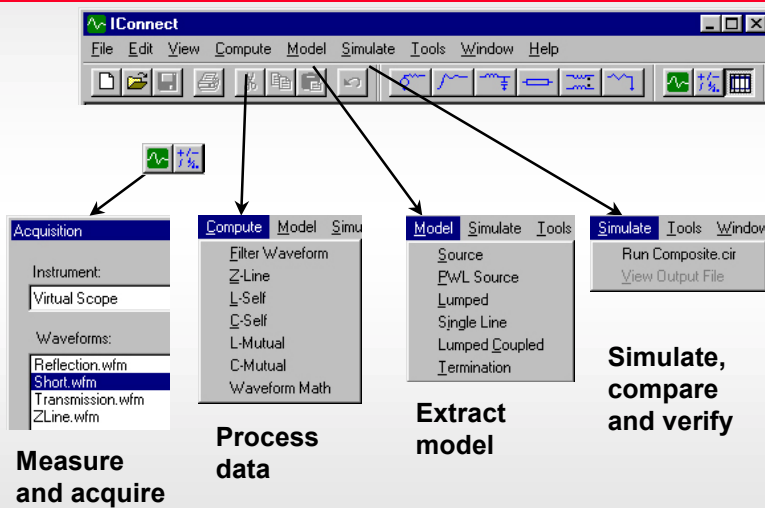 IConnect
File Edit View Compute Model Simulate Tools Window Help
Acquisition
Instrument:
Virtual Scope
Waveforms:
Reflection.wfm
Short.wfm
Transmission.wfm
ZLine.wfm
Measure
and acquire
Compute Model Simu
Filter Waveform
Z-Line
L-Self
C-Self
L-Mutual
C-Mutual
Waveform Math
Process
data
Model Simulate Tools
Source
PWL Source
Lumped
Single Line
Lumped Coupled
Termination
Extract
model
Simulate Tools Window
Run Composite.cir
View Output File
Simulate,
compare
and verify